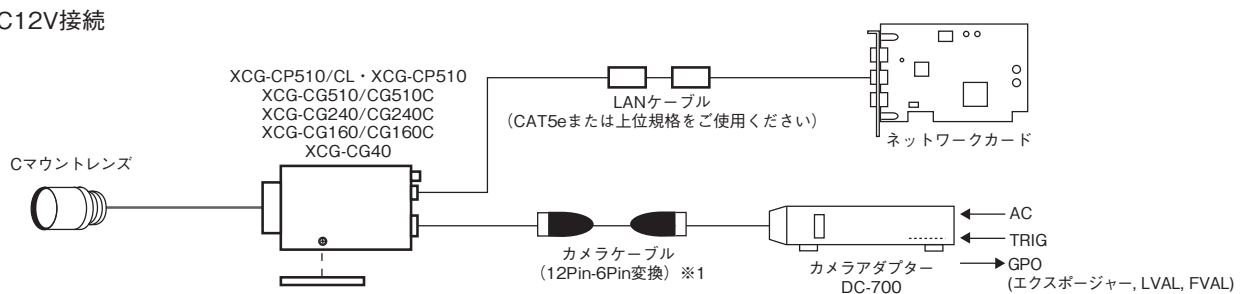 C12V接続
XCG-CP510/CL・XCG-CP510
XCG-CG510/CG510C
XCG-CG240/CG240C
XCG-CG160/CG160C
XCG-CG40
Cマウントレンズ
LANケーブル
（CAT5eまたは上位規格をご使用ください）
ネットワークカード
カメラケーブル
（12Pin-6Pin変換）※1
カメラアダプター
DC-700
AC
TRIG
GPO
(エクスポージャー, LVAL, FVAL)